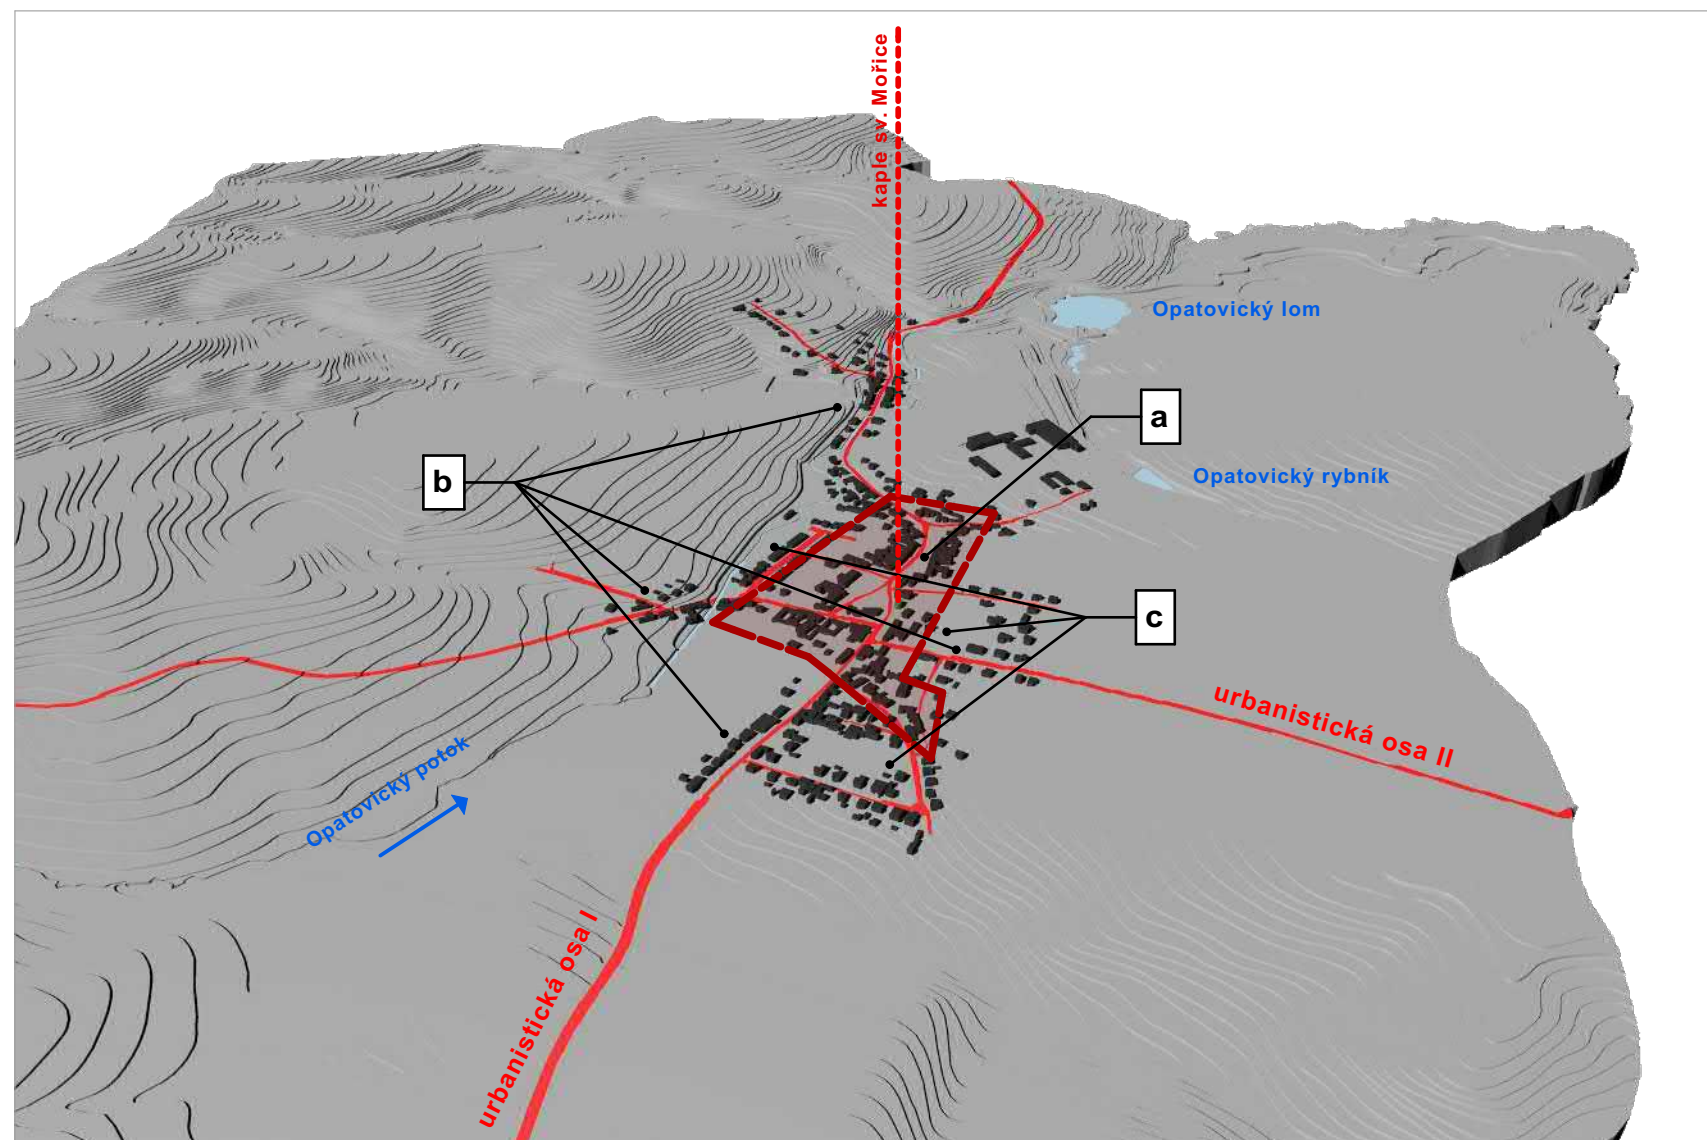 kaple sv. Mořice
Opatovický lom
a
b
Opatovický rybník
c
urbanistická osa II
Opatovický potok
urbanistická osa I